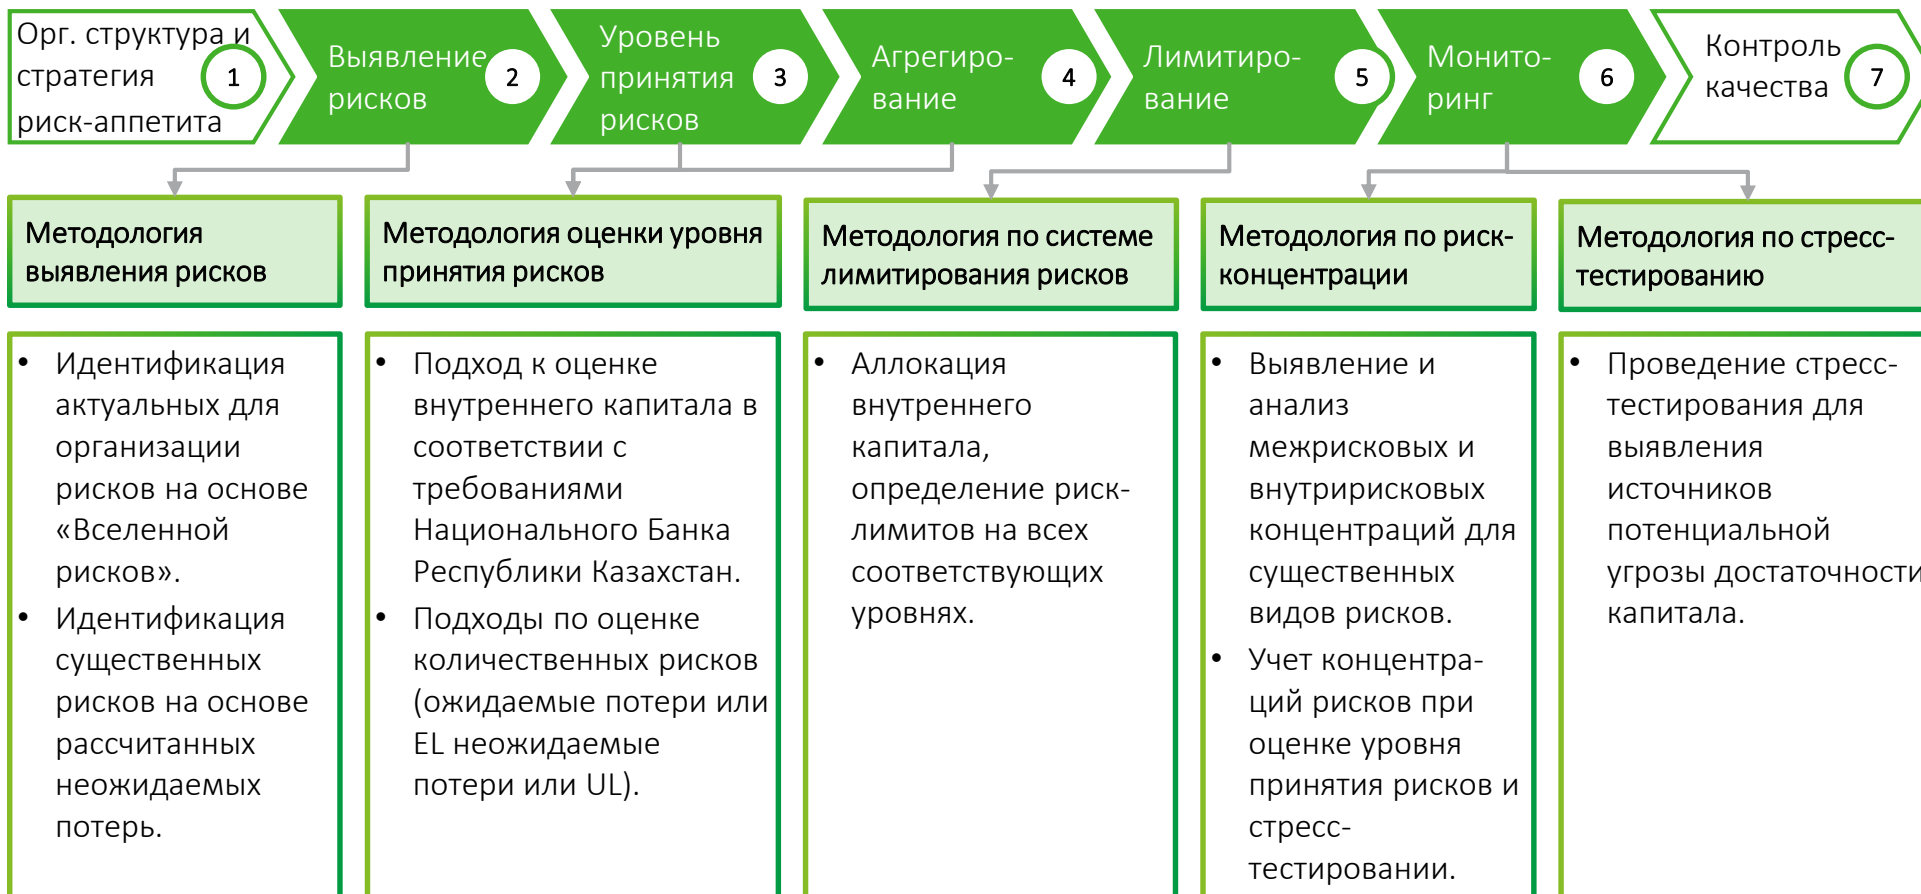 Орг. структура и
стратегия
риск-аппетита
1
Выявление
рисков
2
Уровень
принятия
рисков
3
Агрегиро-
вание
4
Лимитиро-
вание
5
Монито-
ринг
6
Контроль
качества
7
Методология
выявления рисков
Методология оценки уровня
принятия рисков
Методология по системе
лимитирования рисков
Методология по риск-
концентрации
Методология по стресс-
тестированию
• Идентификация
актуальных для
организации
рисков на основе
«Вселенной
рисков».
• Идентификация
существенных
рисков на основе
рассчитанных
неожидаемых
потерь.
• Подход к оценке
внутреннего капитала в
соответствии с
требованиями
Национального Банка
Республики Казахстан.
• Подходы по оценке
количественных рисков
(ожидаемые потери или
EL неожидаемые
потери или UL).
• Аллокация
внутреннего
капитала,
определение риск-
лимитов на всех
соответствующих
уровнях.
• Выявление и
анализ
межрисковых и
внутририсковых
концентраций для
существенных
видов рисков.
• Учет концентра-
ций рисков при
оценке уровня
принятия рисков и
стресс-
тестировании.
• Проведение стресс-
тестирования для
выявления
источников
потенциальной
угрозы достаточности
капитала.